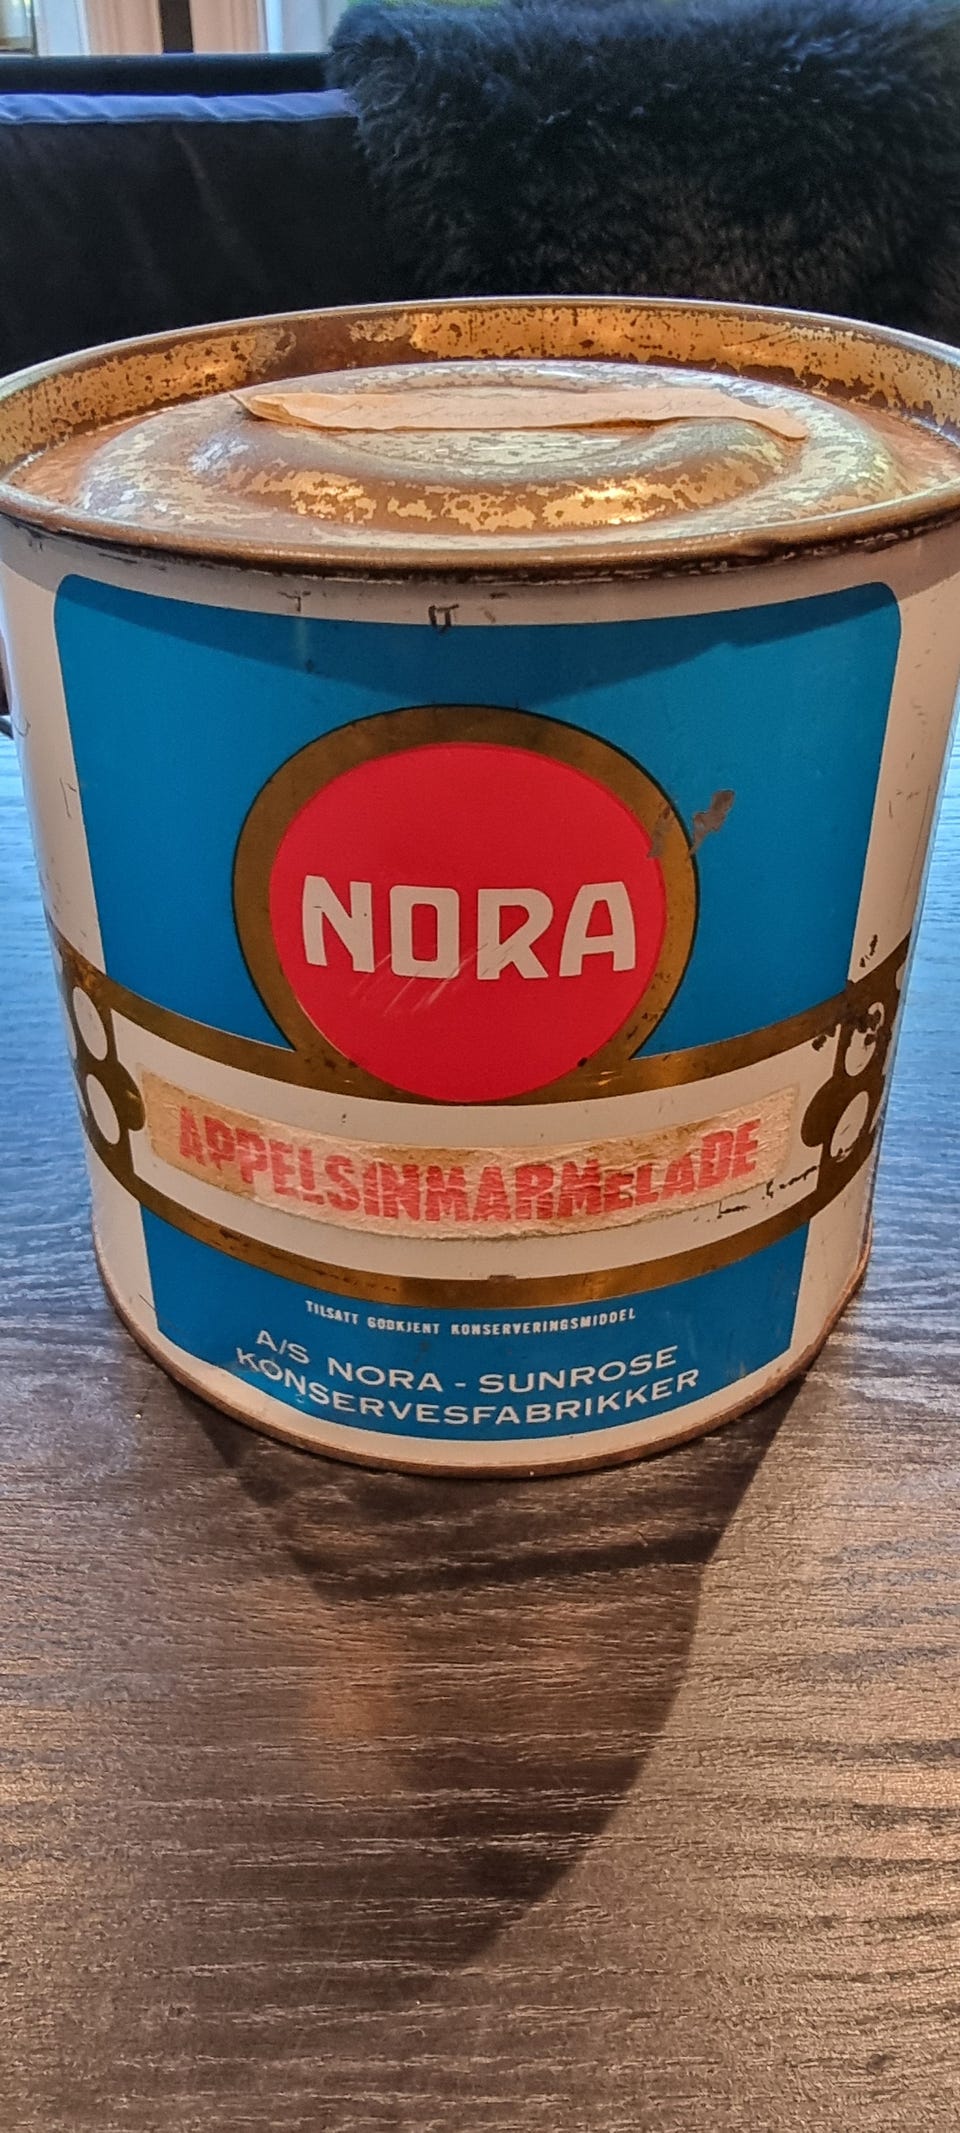 NORA
APPELSINMARMELADE
TILSATT GODKJENT KONSERVERINGSMIDDEL
A/S NORA - SUNROSE
KONSERVESFABRIKKER